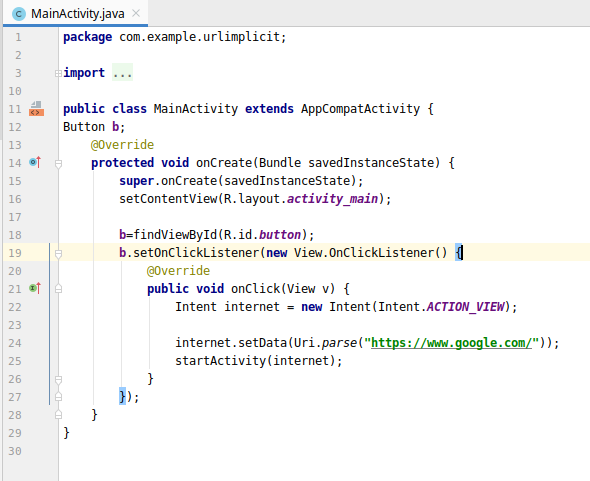 MainActivity.java
1 package com.example.urlimplicit;
2
3 import ...
10
11 public class MainActivity extends AppCompatActivity {
12 Button b;
13     @Override
14     protected void onCreate(Bundle savedInstanceState) {
15         super.onCreate(savedInstanceState);
16         setContentView(R.layout.activity_main);
17
18         b=findViewById(R.id.button);
19         b.setOnClickListener(new View.OnClickListener() {
20             @Override
21             public void onClick(View v) {
22                 Intent internet = new Intent(Intent.ACTION_VIEW);
23
24                 internet.setData(Uri.parse("https://www.google.com/"));
25                 startActivity(internet);
26             }
27         });
28     }
29 }
30